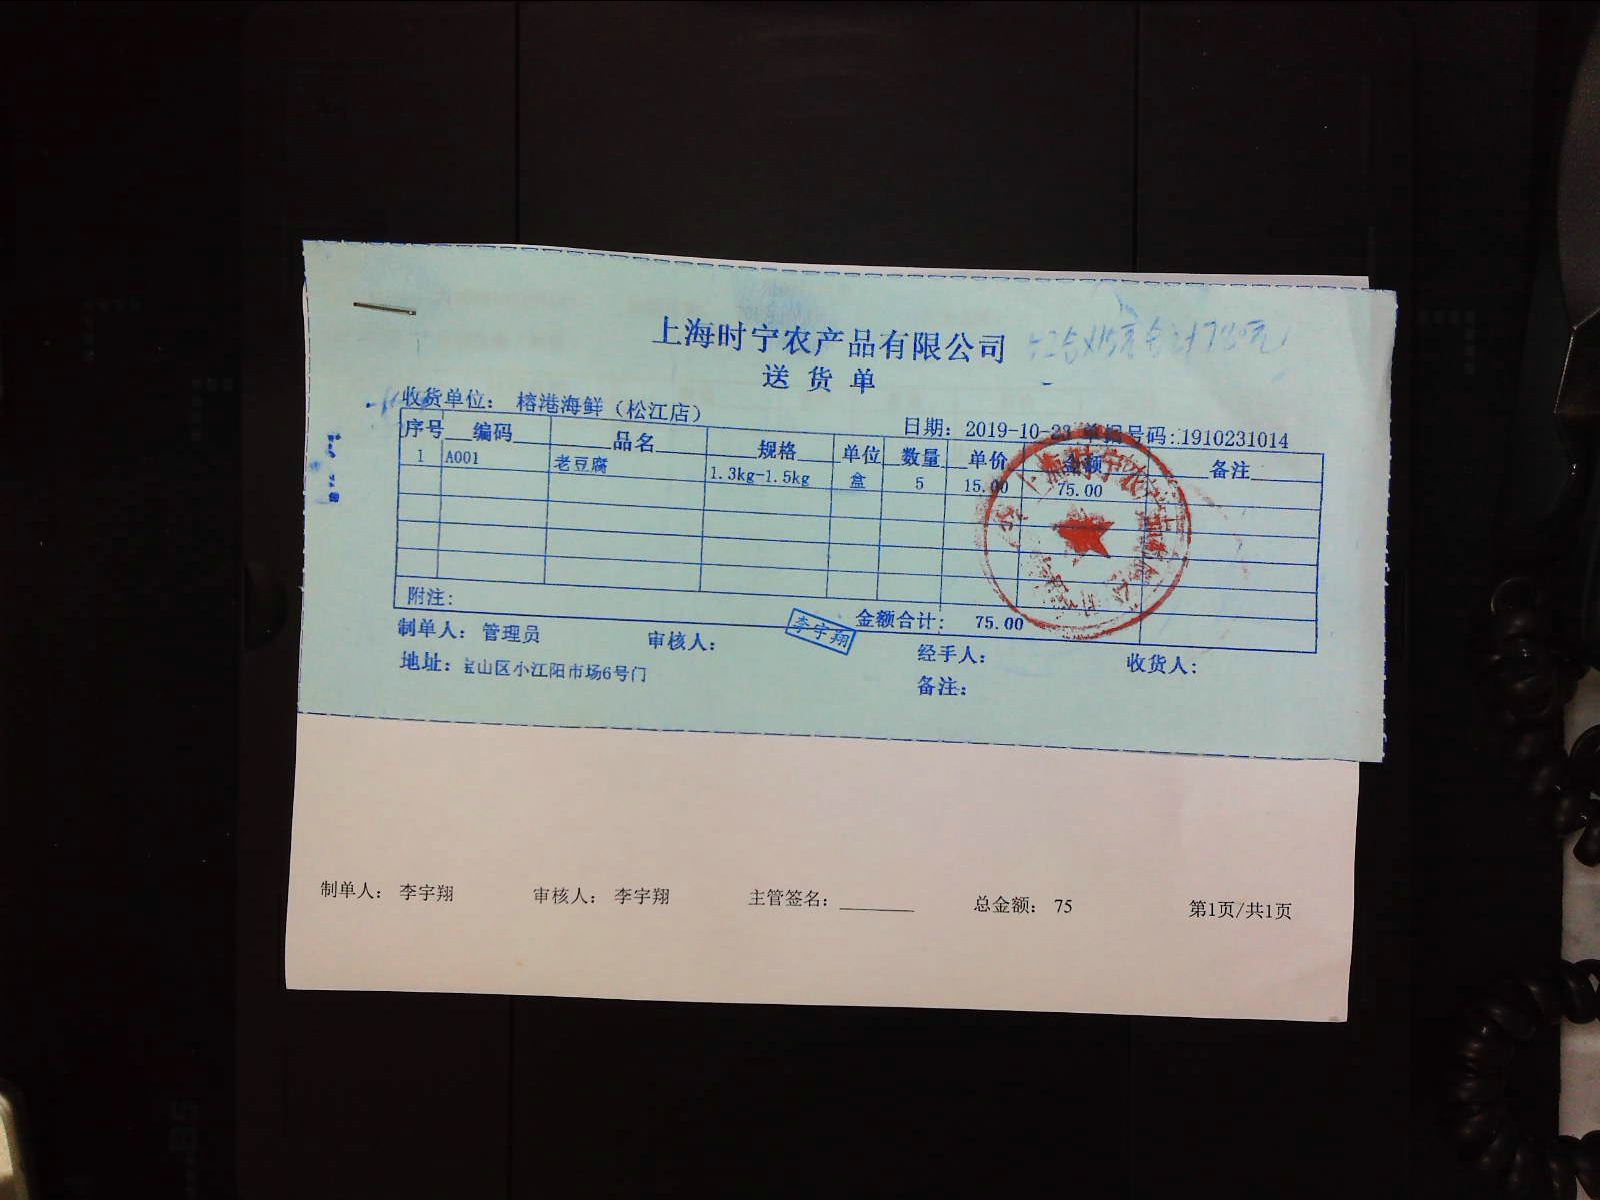 上海时宁农产品有限公司
送货单
收货单位: 榕港海鲜（松江店） 日期: 2019-10-23 单据号码:1910231014
序号 编码 品名 规格 单位 数量 单价 金额 备注
1 A001 老豆腐 1.3kg-1.5kg 盒 5 15.00 75.00
附注: 金额合计: 75.00
李宇翔
制单人: 管理员 审核人: 经手人: 收货人:
地址: 宝山区小江阳市场6号门 备注:
制单人: 李宇翔 审核人: 李宇翔 主管签名: ________ 总金额: 75 第1页/共1页